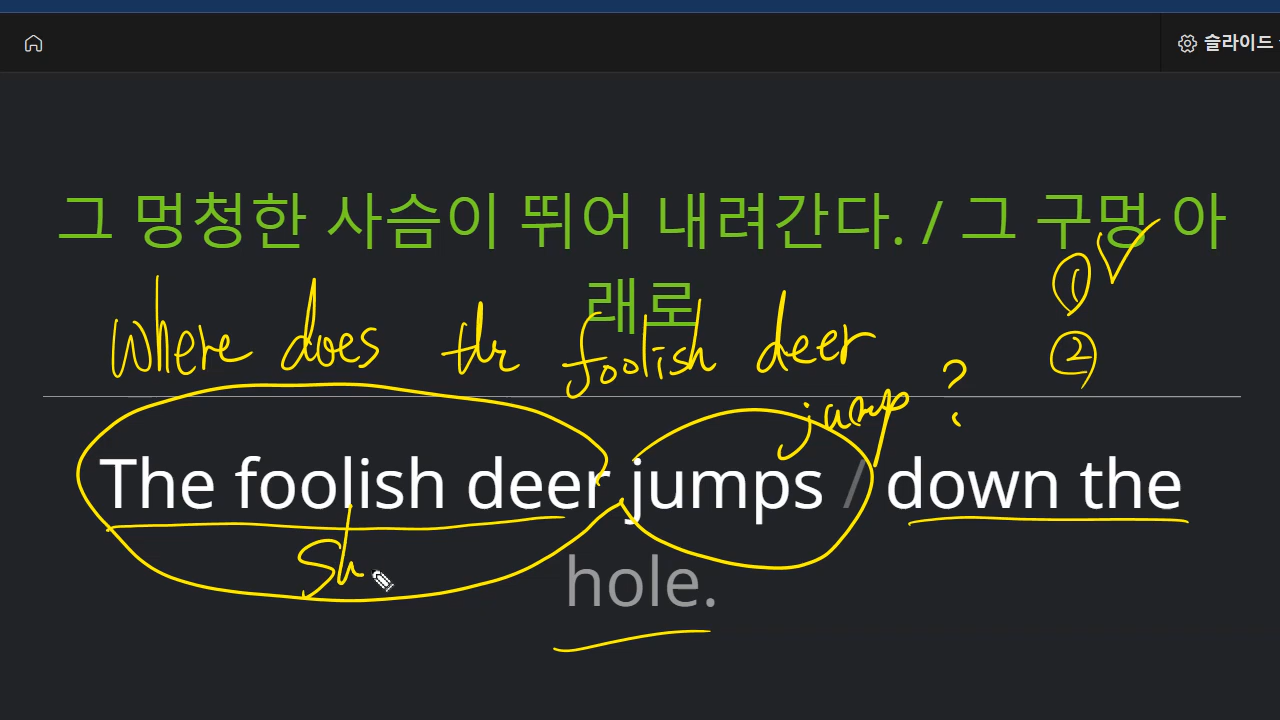 슬라이드
그 멍청한 사슴이 뛰어 내려간다. / 그 구멍 아
래로
① 
②
Where does the foolish deer
jump ?
The foolish deer jumps / down the
Sh
hole.